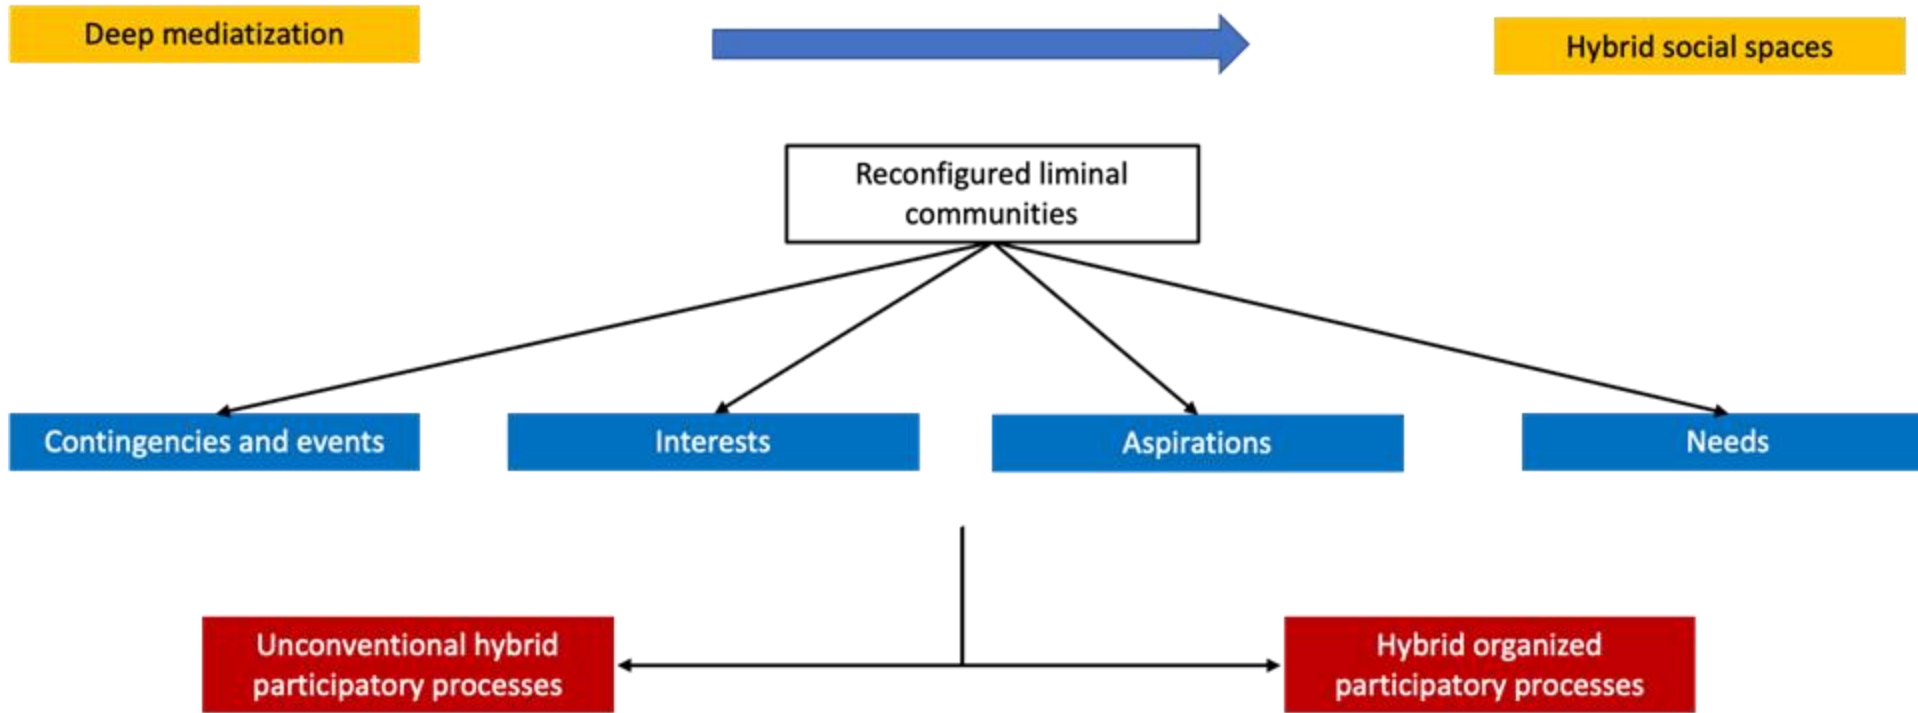 Deep mediatization
Hybrid social spaces
Reconfigured liminal
communities
Contingencies and events
Interests
Aspirations
Needs
Unconventional hybrid
participatory processes
Hybrid organized
participatory processes